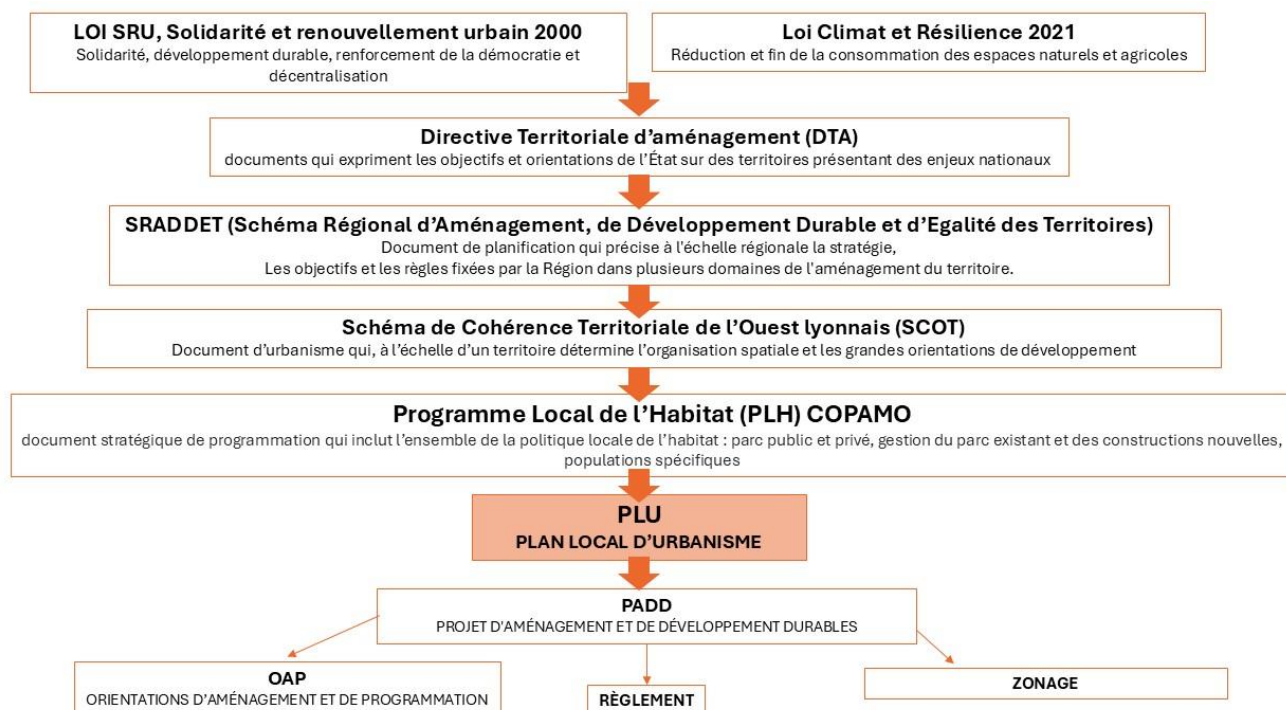 LOI SRU, Solidarité et renouvellement urbain 2000
Solidarité, développement durable, renforcement de la démocratie et
décentralisation
Loi Climat et Résilience 2021
Réduction et fin de la consommation des espaces naturels et agricoles
Directive Territoriale d'aménagement (DTA)
documents qui expriment les objectifs et orientations de l'État sur des territoires présentant des enjeux nationaux
SRADDET (Schéma Régional d'Aménagement, de Développement Durable et d'Egalité des Territoires)
Document de planification qui précise à l'échelle régionale la stratégie,
Les objectifs et les règles fixées par la Région dans plusieurs domaines de l'aménagement du territoire.
Schéma de Cohérence Territoriale de l'Ouest lyonnais (SCOT)
Document d'urbanisme qui, à l'échelle d'un territoire détermine l'organisation spatiale et les grandes orientations de développement
Programme Local de l'Habitat (PLH) COPAMO
document stratégique de programmation qui inclut l'ensemble de la politique locale de l'habitat : parc public et privé, gestion du parc existant et des constructions nouvelles,
populations spécifiques
PLU
PLAN LOCAL D'URBANISME
PADD
PROJET D'AMÉNAGEMENT ET DE DÉVELOPPEMENT DURABLES
OAP
ORIENTATIONS D'AMÉNAGEMENT ET DE PROGRAMMATION
RÈGLEMENT
ZONAGE